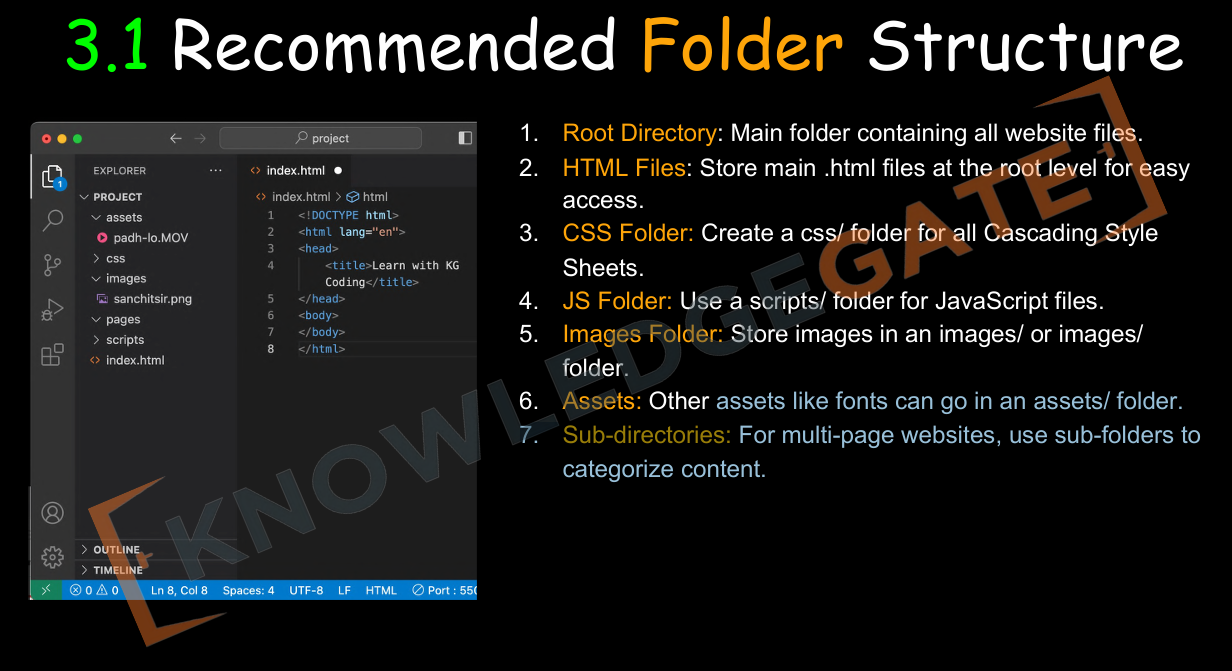 3.1 Recommended Folder Structure
project
EXPLORER ...
index.html
1
PROJECT
assets
padh-lo.MOV
css
images
sanchitsir.png
pages
scripts
index.html
index.html > html
1 <!DOCTYPE html>
2 <html lang="en">
3 <head>
4 <title>Learn with KG
Coding</title>
5 </head>
6 <body>
7 </body>
8 </html>
OUTLINE
TIMELINE
0 0 Ln 8, Col 8 Spaces: 4 UTF-8 LF HTML Port : 550
1. Root Directory: Main folder containing all website files.
2. HTML Files: Store main .html files at the root level for easy
access.
3. CSS Folder: Create a css/ folder for all Cascading Style
Sheets.
4. JS Folder: Use a scripts/ folder for JavaScript files.
5. Images Folder: Store images in an images/ or images/
folder.
6. Assets: Other assets like fonts can go in an assets/ folder.
7. Sub-directories: For multi-page websites, use sub-folders to
categorize content.
KNOWLEDGEGATE